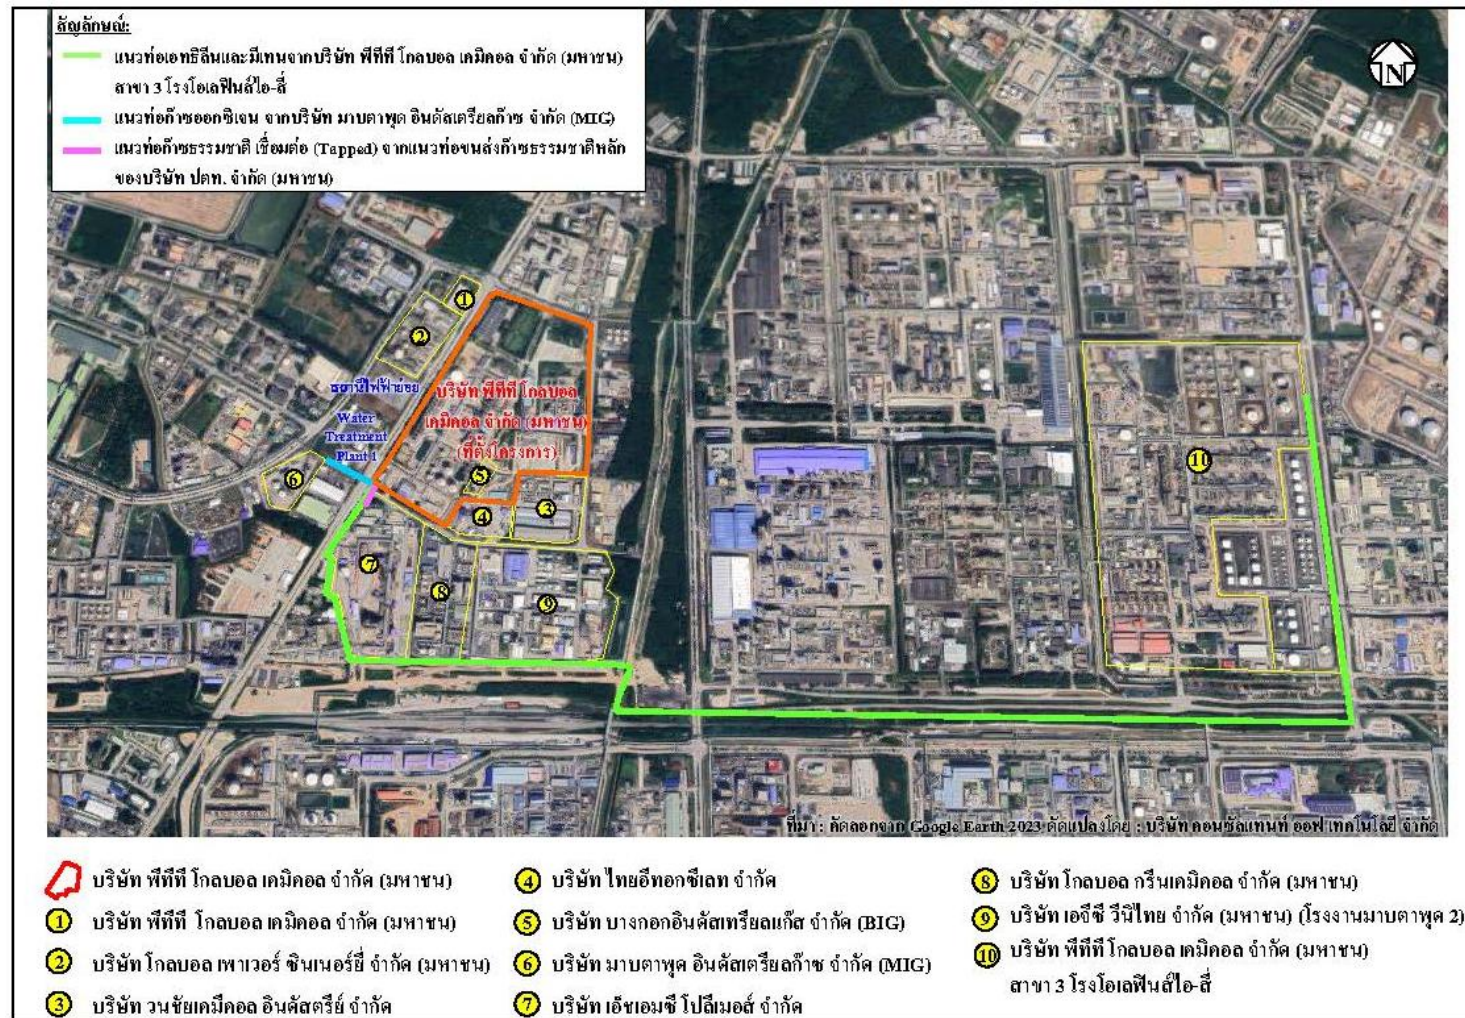 สัญลักษณ์:
แนวท่อเอทธิลีนและมีเทนจากบริษัท พีทีที โกลบอล เคมิคอล จำกัด (มหาชน)
สาขา 3 โรงโอเลฟินส์ไอ-สี่
แนวท่อก๊าซออกซิเจน จากบริษัท มาบตาพุด อินดัสเตรียลก๊าซ จำกัด (MIG)
แนวท่อก๊าซธรรมชาติ เชื่อมต่อ (Tapped) จากแนวท่อขนส่งก๊าซธรรมชาติหลัก
ของบริษัท ปตท. จำกัด (มหาชน)
N
1
2
สถานีไฟฟ้าย่อย
Water
Treatment
Plant 1
บริษัท พีทีที โกลบอล
เคมิคอล จำกัด (มหาชน)
(ที่ตั้งโครงการ)
5
6
4
3
7
8
9
10
ที่มา : คัดลอกจาก Google Earth 2023 ดัดแปลงโดย : บริษัท คอนซัลแทนท์ ออฟ เทคโนโลยี จำกัด
บริษัท พีทีที โกลบอล เคมิคอล จำกัด (มหาชน)
1 บริษัท พีทีที โกลบอล เคมิคอล จำกัด (มหาชน)
2 บริษัท โกลบอล เพาเวอร์ ซินเนอร์ยี่ จำกัด (มหาชน)
3 บริษัท วนชัยเคมีคอล อินดัสตรีย์ จำกัด
4 บริษัท ไทยอีทอกซีเลท จำกัด
5 บริษัท บางกอกอินดัสเทรียลแก๊ส จำกัด (BIG)
6 บริษัท มาบตาพุด อินดัสเตรียลก๊าซ จำกัด (MIG)
7 บริษัท เอ็ชเอมซี โปลีเมอส์ จำกัด
8 บริษัท โกลบอล กรีนเคมิคอล จำกัด (มหาชน)
9 บริษัท เอจีซี วีนิไทย จำกัด (มหาชน) (โรงงานมาบตาพุด 2)
10 บริษัท พีทีที โกลบอล เคมิคอล จำกัด (มหาชน)
สาขา 3 โรงโอเลฟินส์ไอ-สี่